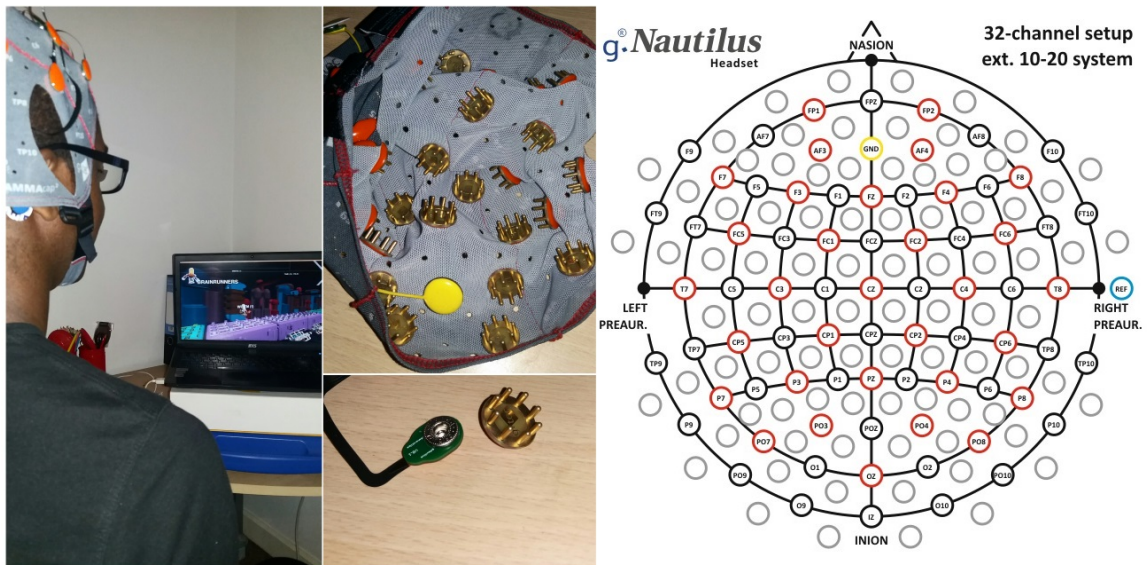 TP8
TP10
GAMMA
BRAINRUNNERS
g.®Nautilus
Headset
32-channel setup
ext. 10-20 system
NASION
FP1 FPZ FP2
AF7 AF8
AF3 GND AF4
F9 F10
F7 F5 F3 F1 FZ F2 F4 F6 F8
FT9 FT7 FC5 FC3 FC1 FCZ FC2 FC4 FC6 FT8 FT10
T7 C5 C3 C1 CZ C2 C4 C6 T8 REF
LEFT
PREAUR.
RIGHT
PREAUR.
TP9 TP7 CP5 CP3 CP1 CPZ CP2 CP4 CP6 TP8 TP10
P7 P5 P3 P1 PZ P2 P4 P6 P8
P9 PO3 POZ PO4 P10
PO7 PO8
O1 OZ O2
PO9 PO10
O9 IZ O10
INION